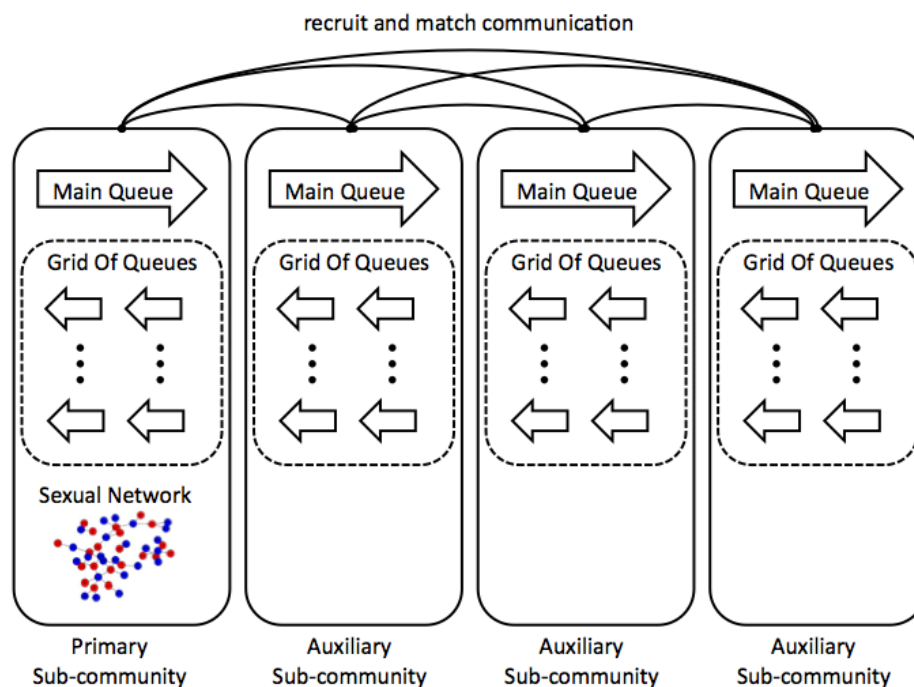 recruit and match communication
Main Queue
Main Queue
Main Queue
Main Queue
Grid Of Queues
Grid Of Queues
Grid Of Queues
Grid Of Queues
Sexual Network
Primary
Sub-community
Auxiliary
Sub-community
Auxiliary
Sub-community
Auxiliary
Sub-community